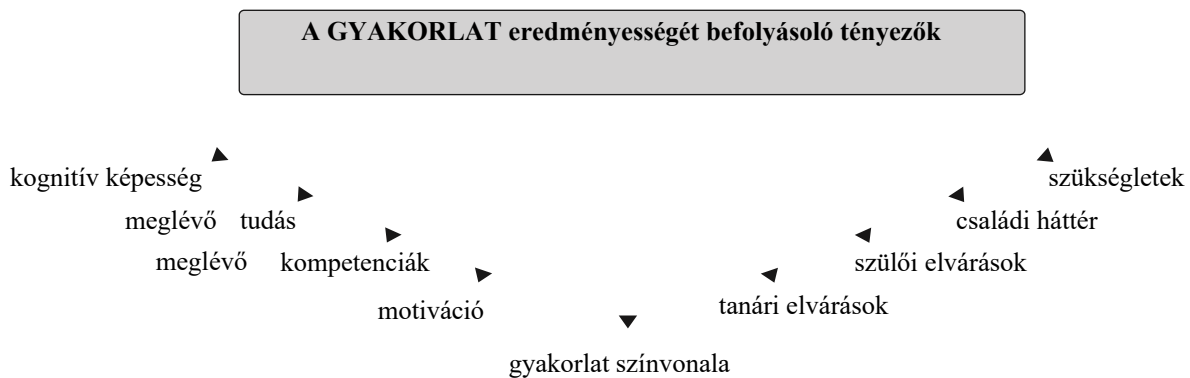 A GYAKORLAT eredményességét befolyásoló tényezők
kognitív képesség
szükségletek
meglévő tudás
családi háttér
meglévő kompetenciák
szülői elvárások
motiváció
tanári elvárások
gyakorlat színvonala